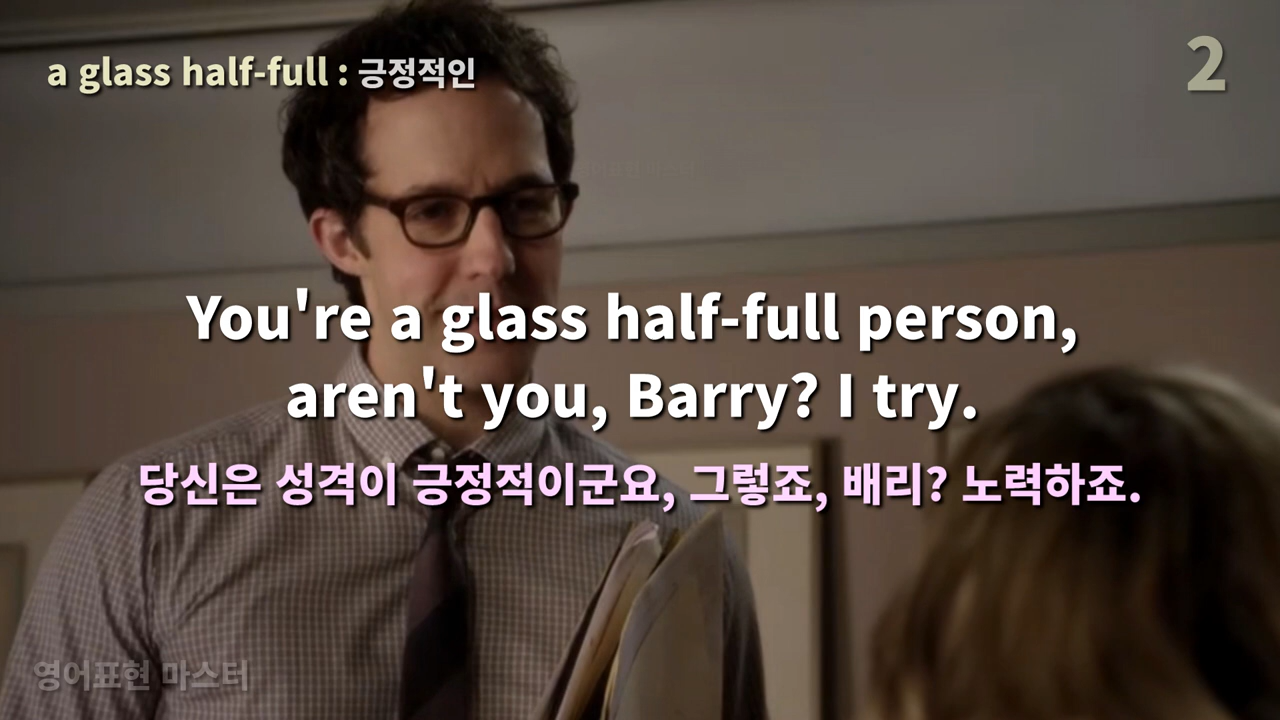 a glass half-full : 긍정적인
2
You're a glass half-full person,
aren't you, Barry? I try.
당신은 성격이 긍정적이군요, 그렇죠, 배리? 노력하죠.
영어표현 마스터